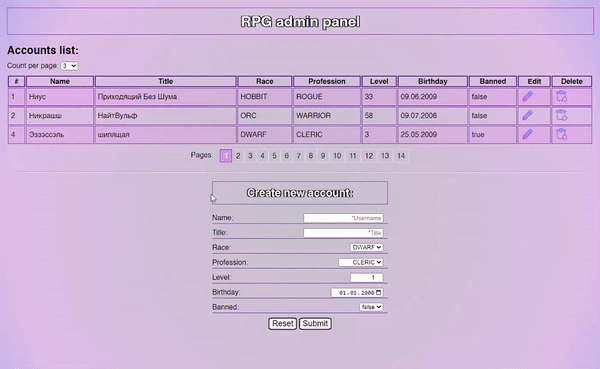 RPG admin panel
Accounts list:
Count per page: 3
# Name Title Race Profession Level Birthday Banned Edit Delete
1 Ниус Приходящий Без Шума HOBBIT ROGUE 33 09.06.2009 false
2 Никрашш НайтВульф ORC WARRIOR 58 09.07.2006 false
4 Эззэссэль шипящая DWARF CLERIC 3 25.05.2009 true
Pages: 1 2 3 4 5 6 7 8 9 10 11 12 13 14
Create new account:
Name: *Username
Title: *Title
Race: DWARF
Profession: CLERIC
Level: 1
Birthday: 01.01.2000
Banned: false
Reset Submit